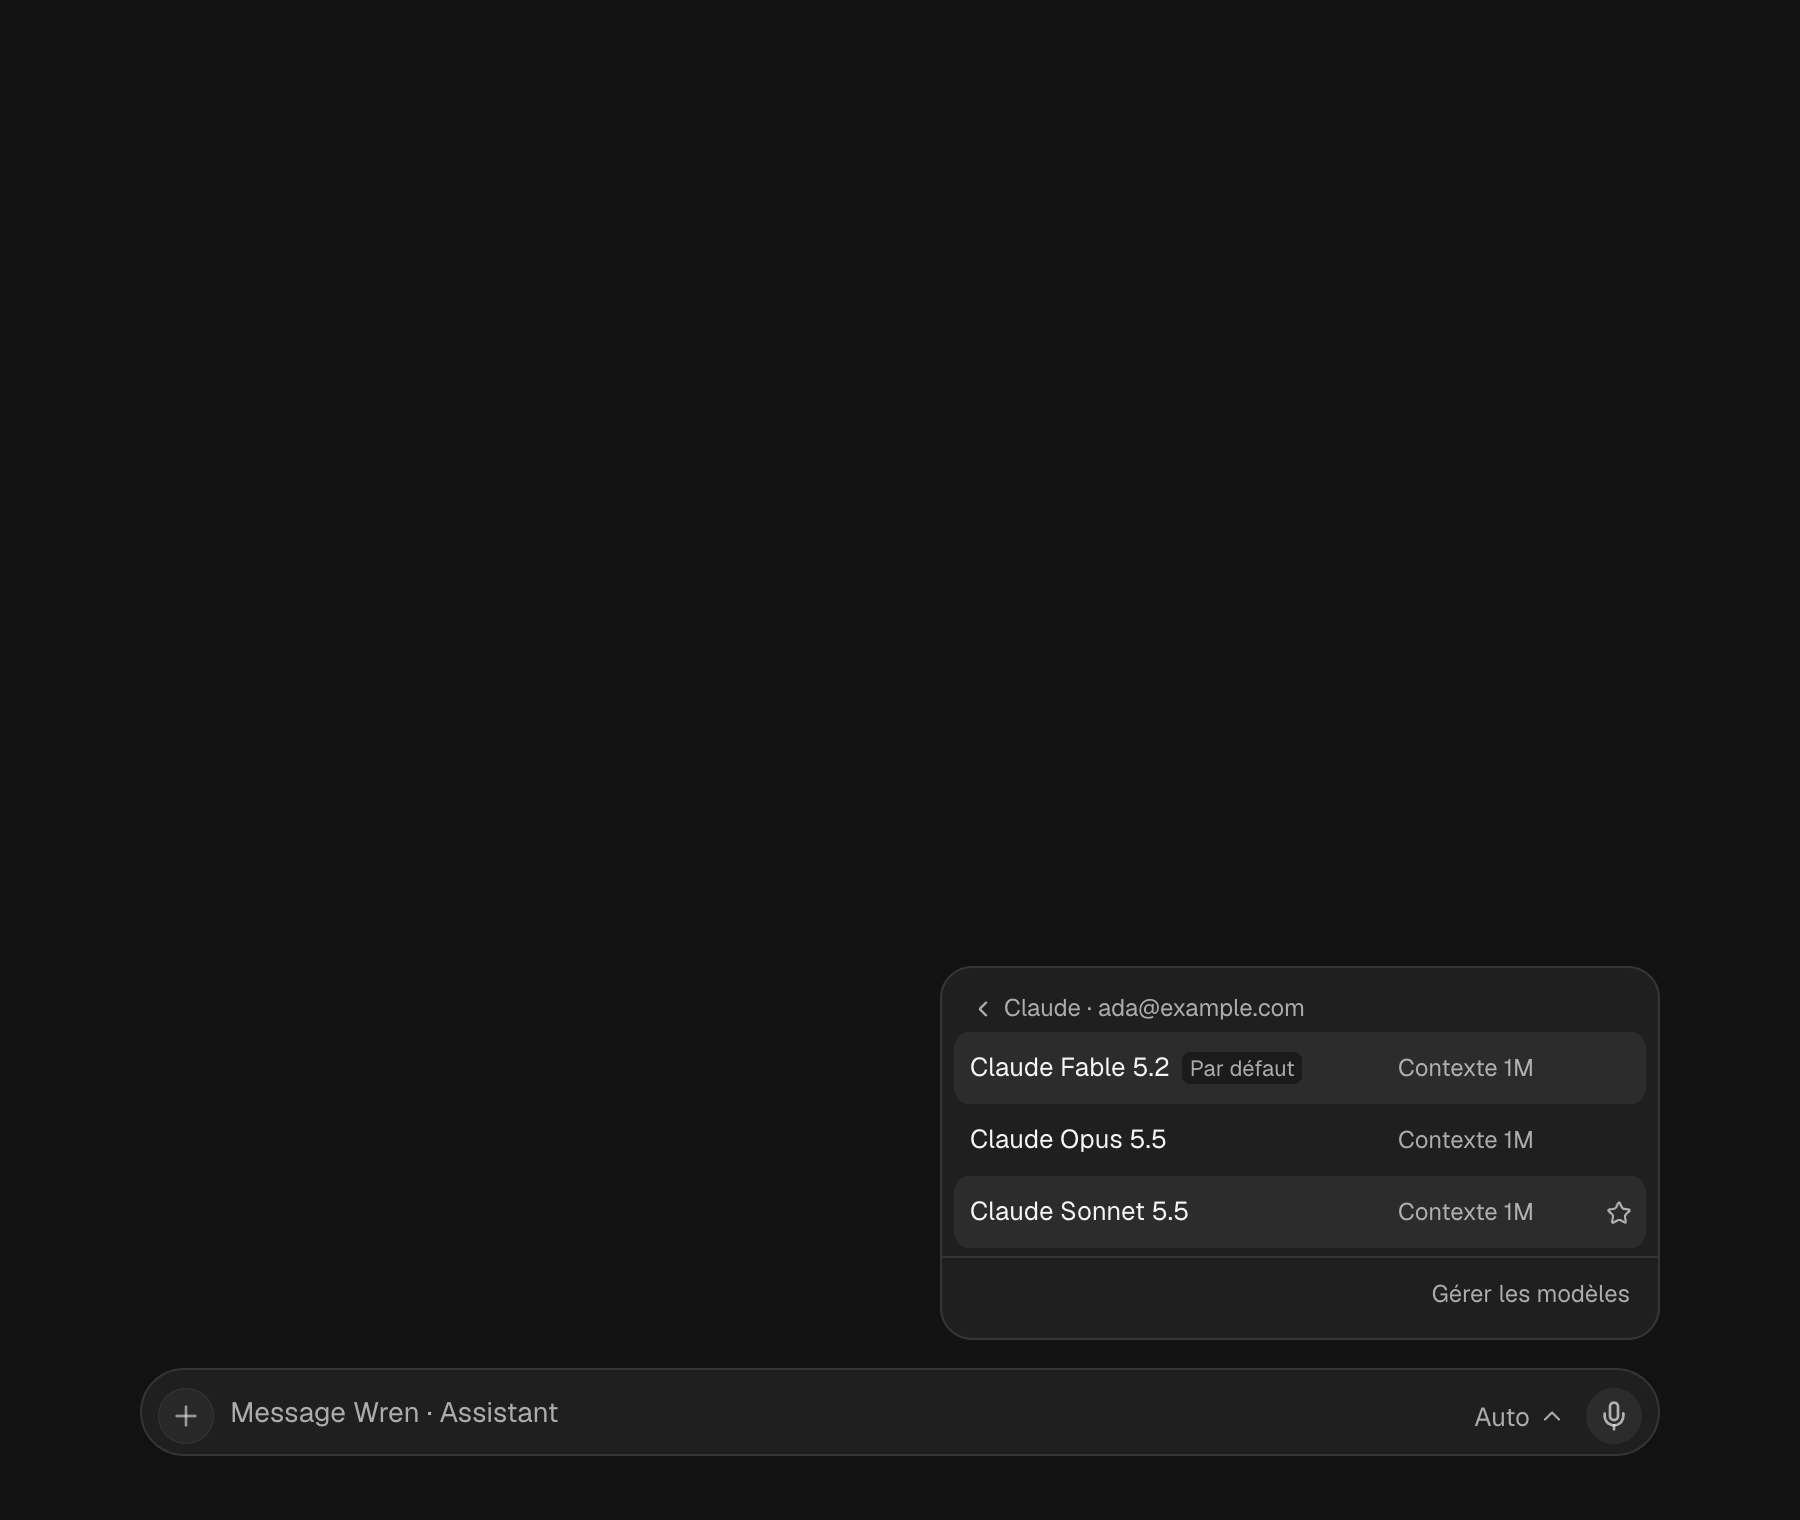 Claude · ada@example.com
Claude Fable 5.2 Par défaut Contexte 1M
Claude Opus 5.5 Contexte 1M
Claude Sonnet 5.5 Contexte 1M
Gérer les modèles
Message Wren · Assistant Auto